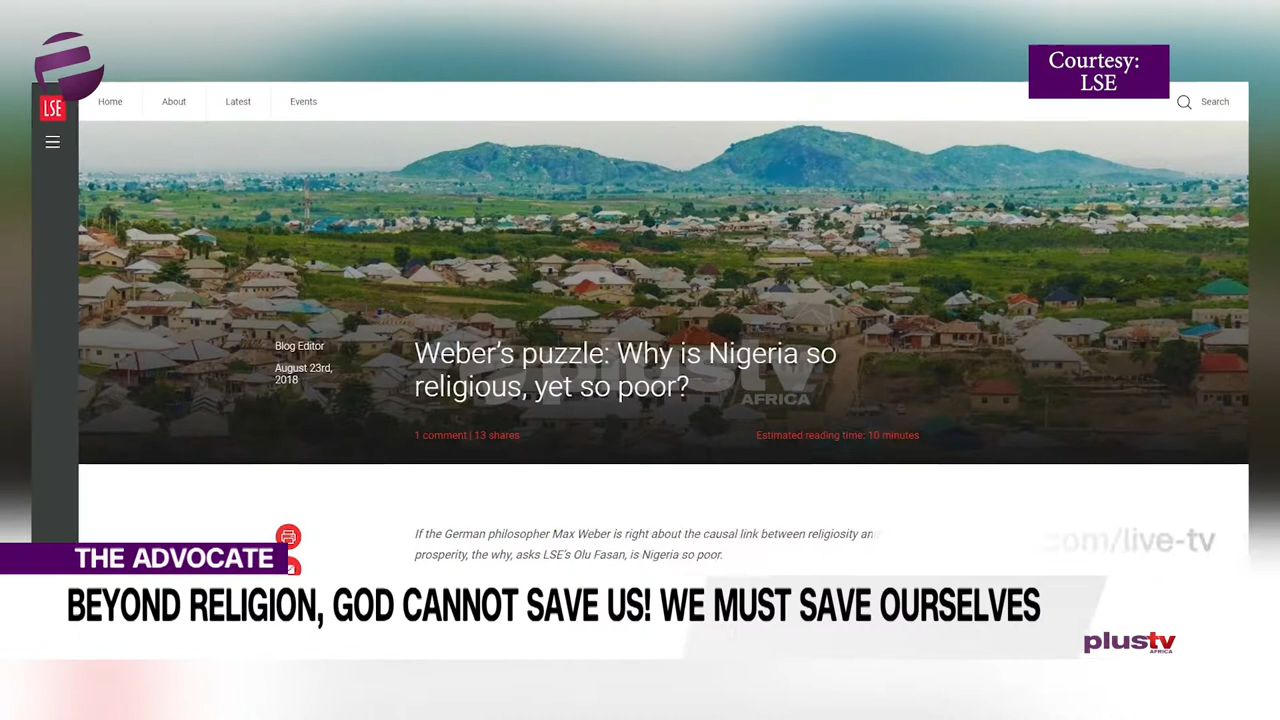 Courtesy:
LSE
LSE
Home
About
Latest
Events
Search
Blog Editor
August 23rd,
2018
Weber's puzzle: Why is Nigeria so
religious, yet so poor?
plustv
AFRICA
1 comment | 13 shares
Estimated reading time: 10 minutes
If the German philosopher Max Weber is right about the causal link between religiosity an
prosperity, the why, asks LSE's Olu Fasan, is Nigeria so poor.
com/live-tv
THE ADVOCATE
BEYOND RELIGION, GOD CANNOT SAVE US! WE MUST SAVE OURSELVES
plustv
AFRICA